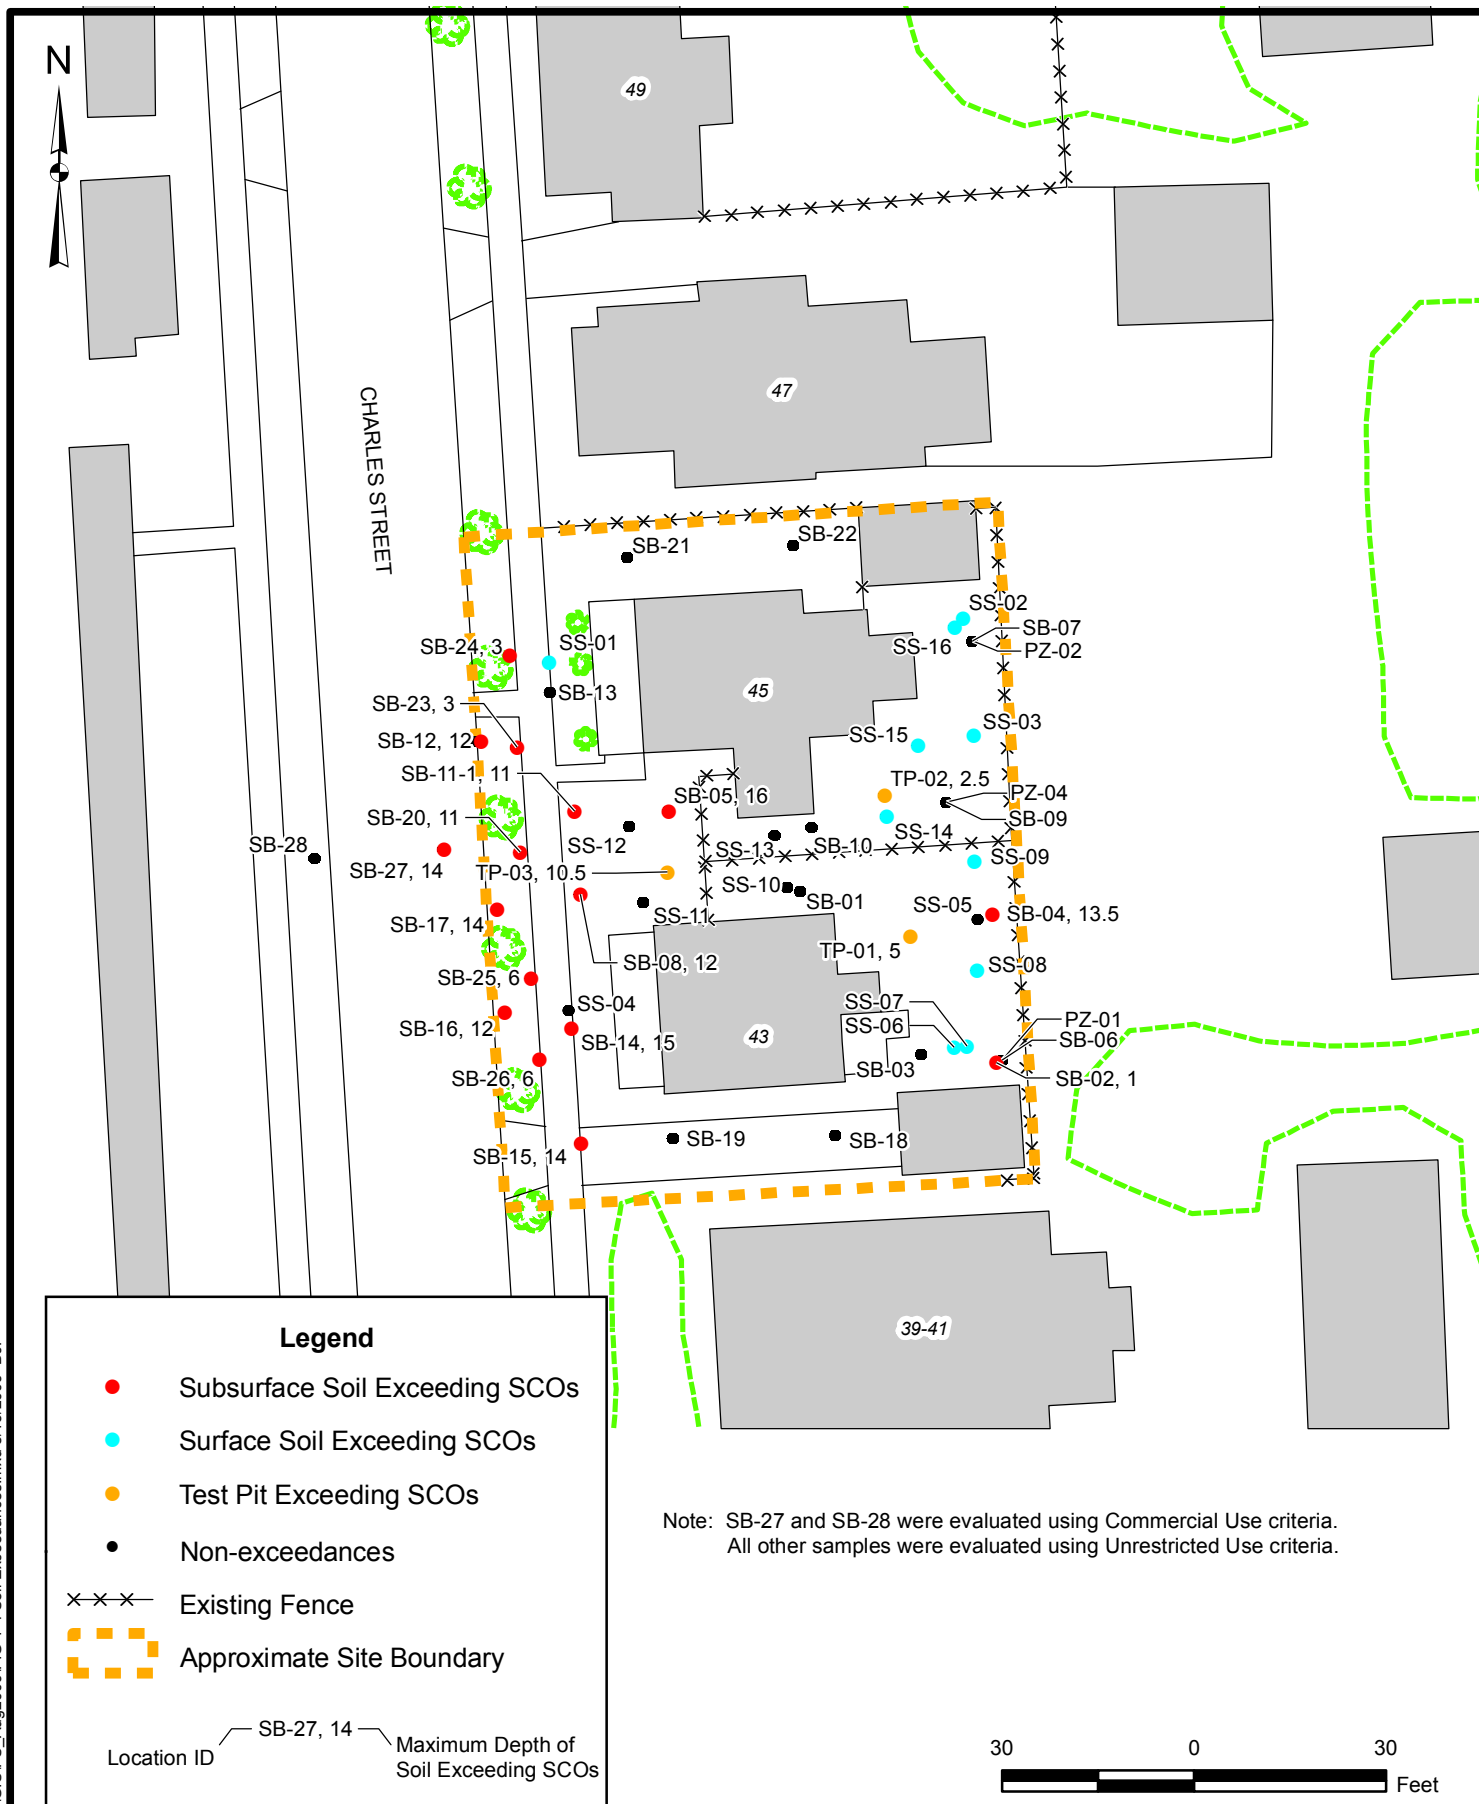 N
49
47
CHARLES STREET
SB-21
SB-22
SS-02
SB-07
SS-16
PZ-02
SB-24, 3
SS-01
SB-13
45
SB-23, 3
SB-12, 12
SS-15
SS-03
SB-11-1, 11
SB-05, 16
TP-02, 2.5
PZ-04
SB-20, 11
SB-09
SB-28
SS-12
SS-13
SB-10
SS-14
SS-09
SB-27, 14
TP-03, 10.5
SS-10
SB-01
SS-05
SB-04, 13.5
SS-11
SB-17, 14
TP-01, 5
SB-08, 12
SS-08
SB-25, 6
SS-04
SS-07
SB-16, 12
SS-06
PZ-01
SB-14, 15
43
SB-06
SB-03
SB-26, 6
SB-02, 1
SB-19
SB-18
SB-15, 14
39-41
Legend
Subsurface Soil Exceeding SCOs
Surface Soil Exceeding SCOs
Test Pit Exceeding SCOs
Non-exceedances
Existing Fence
Approximate Site Boundary
SB-27, 14
Location ID
Maximum Depth of
Soil Exceeding SCOs
Note: SB-27 and SB-28 were evaluated using Commercial Use criteria.
All other samples were evaluated using Unrestricted Use criteria.
30 0 30
Feet